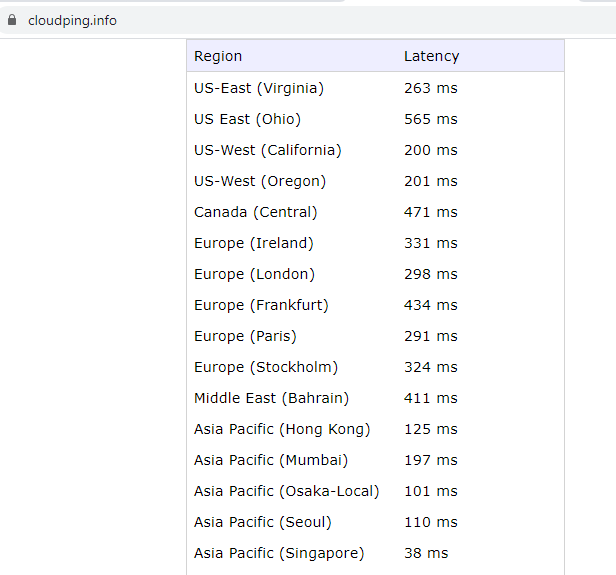 cloudping.info
Region Latency
US-East (Virginia) 263 ms
US East (Ohio) 565 ms
US-West (California) 200 ms
US-West (Oregon) 201 ms
Canada (Central) 471 ms
Europe (Ireland) 331 ms
Europe (London) 298 ms
Europe (Frankfurt) 434 ms
Europe (Paris) 291 ms
Europe (Stockholm) 324 ms
Middle East (Bahrain) 411 ms
Asia Pacific (Hong Kong) 125 ms
Asia Pacific (Mumbai) 197 ms
Asia Pacific (Osaka-Local) 101 ms
Asia Pacific (Seoul) 110 ms
Asia Pacific (Singapore) 38 ms